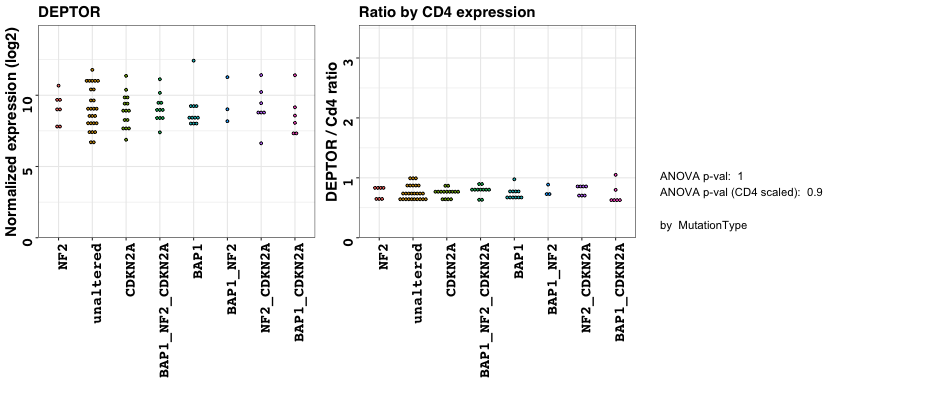 DEPTOR
Normalized expression (log2)
10
5
0
NF2
unaltered
CDKN2A
BAP1_NF2_CDKN2A
BAP1
BAP1_NF2
NF2_CDKN2A
BAP1_CDKN2A
Ratio by CD4 expression
DEPTOR / Cd4 ratio
3
2
1
0
NF2
unaltered
CDKN2A
BAP1_NF2_CDKN2A
BAP1
BAP1_NF2
NF2_CDKN2A
BAP1_CDKN2A
ANOVA p-val: 1
ANOVA p-val (CD4 scaled): 0.9
by MutationType